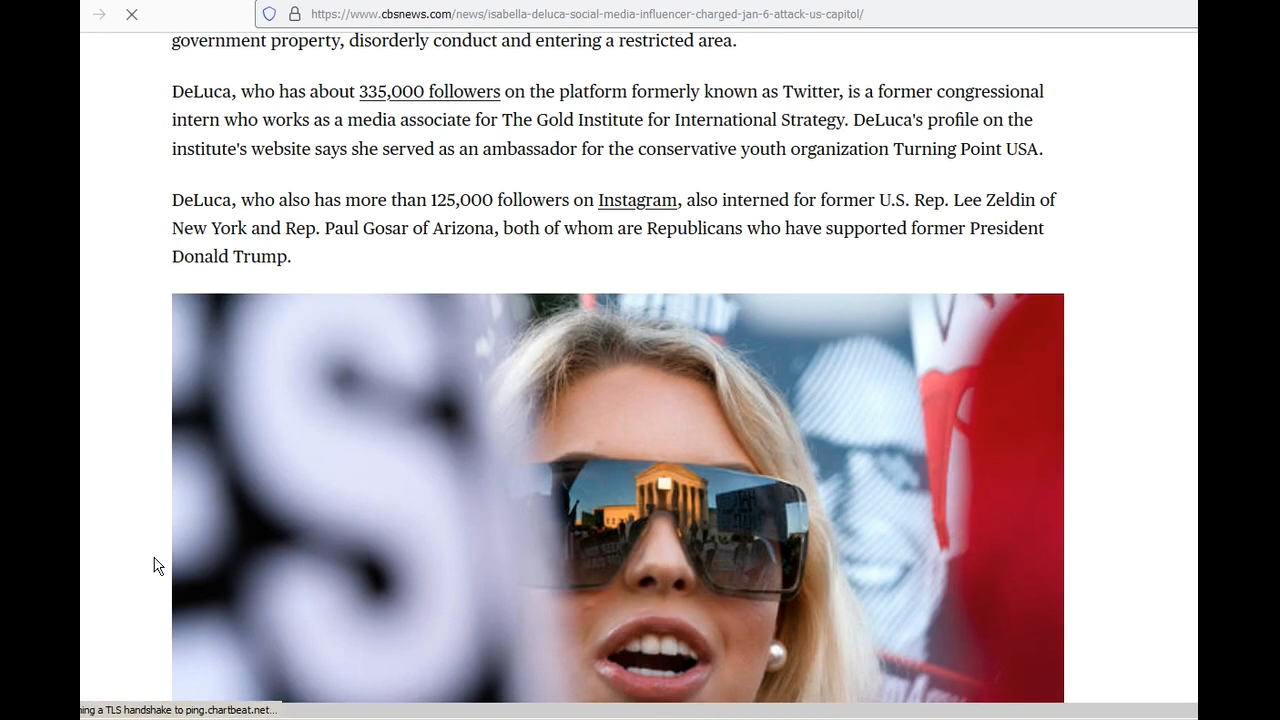 https://www.cbsnews.com/news/isabella-deluca-social-media-influencer-charged-jan-6-attack-us-capitol/
government property, disorderly conduct and entering a restricted area.
DeLuca, who has about 335,000 followers on the platform formerly known as Twitter, is a former congressional
intern who works as a media associate for The Gold Institute for International Strategy. DeLuca's profile on the
institute's website says she served as an ambassador for the conservative youth organization Turning Point USA.
DeLuca, who also has more than 125,000 followers on Instagram, also interned for former U.S. Rep. Lee Zeldin of
New York and Rep. Paul Gosar of Arizona, both of whom are Republicans who have supported former President
Donald Trump.
S
ning a TLS handshake to ping.chartbeat.net...